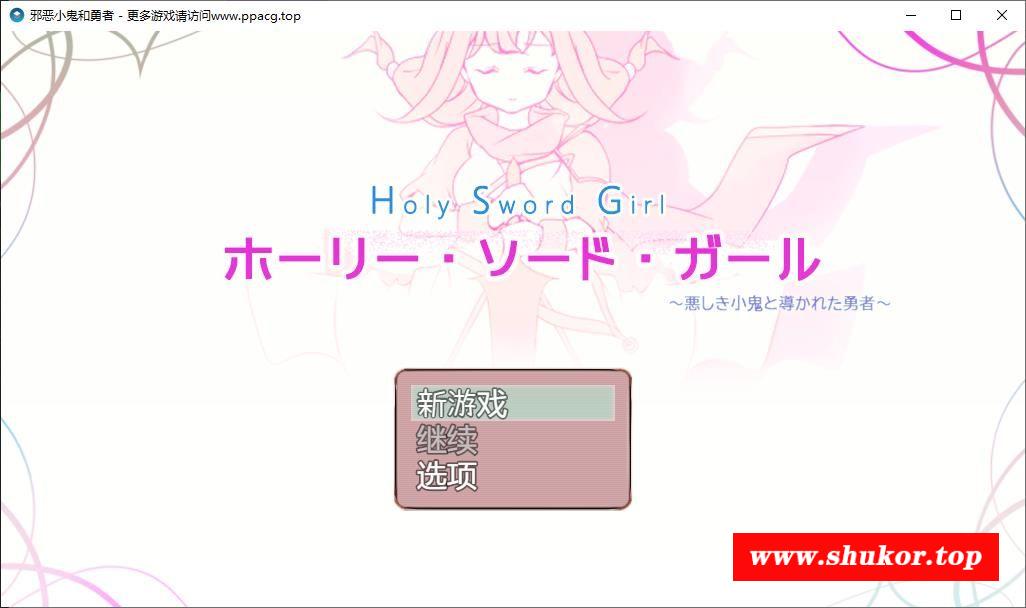 邪恶小鬼和勇者 - 更多游戏请访问www.ppacg.top
Holy Sword Girl
ホーリー・ソード・ガール
～悪しき小鬼と導かれた勇者～
新游戏
继续
选项
www.shukor.top